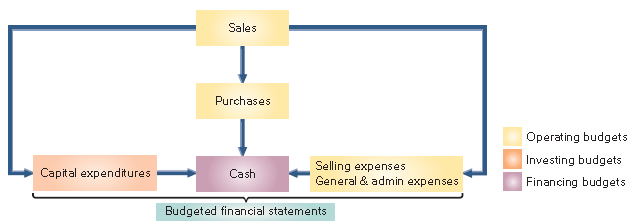 Sales
Purchases
Capital expenditures
Cash
Selling expenses
General & admin expenses
Budgeted financial statements
Operating budgets
Investing budgets
Financing budgets